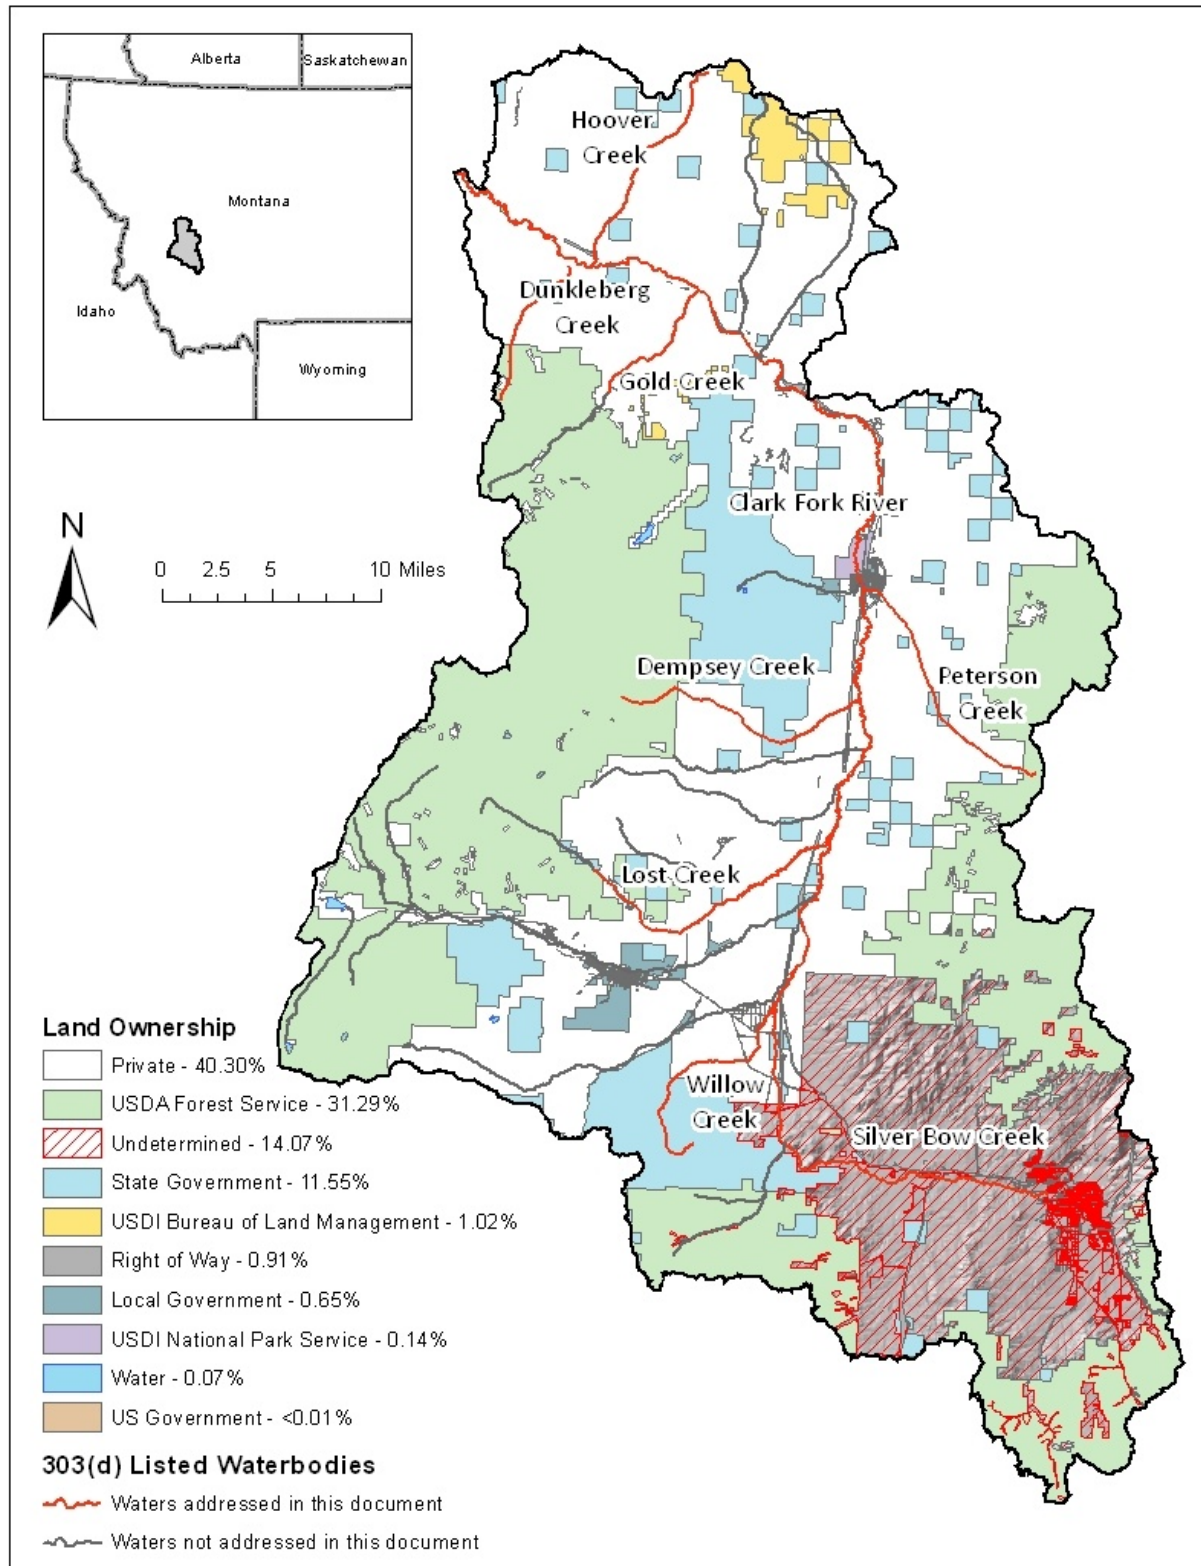 Alberta
Saskatchewan
Montana
Idaho
Wyoming
N
0 2.5 5 10 Miles
Hoover
Creek
Dunkleberg
Creek
Gold Creek
Clark Fork River
Dempsey Creek
Peterson
Creek
Lost Creek
Willow
Creek
Silver Bow Creek
Land Ownership
Private - 40.30%
USDA Forest Service - 31.29%
Undetermined - 14.07%
State Government - 11.55%
USDI Bureau of Land Management - 1.02%
Right of Way - 0.91%
Local Government - 0.65%
USDI National Park Service - 0.14%
Water - 0.07%
US Government - <0.01%
303(d) Listed Waterbodies
Waters addressed in this document
Waters not addressed in this document